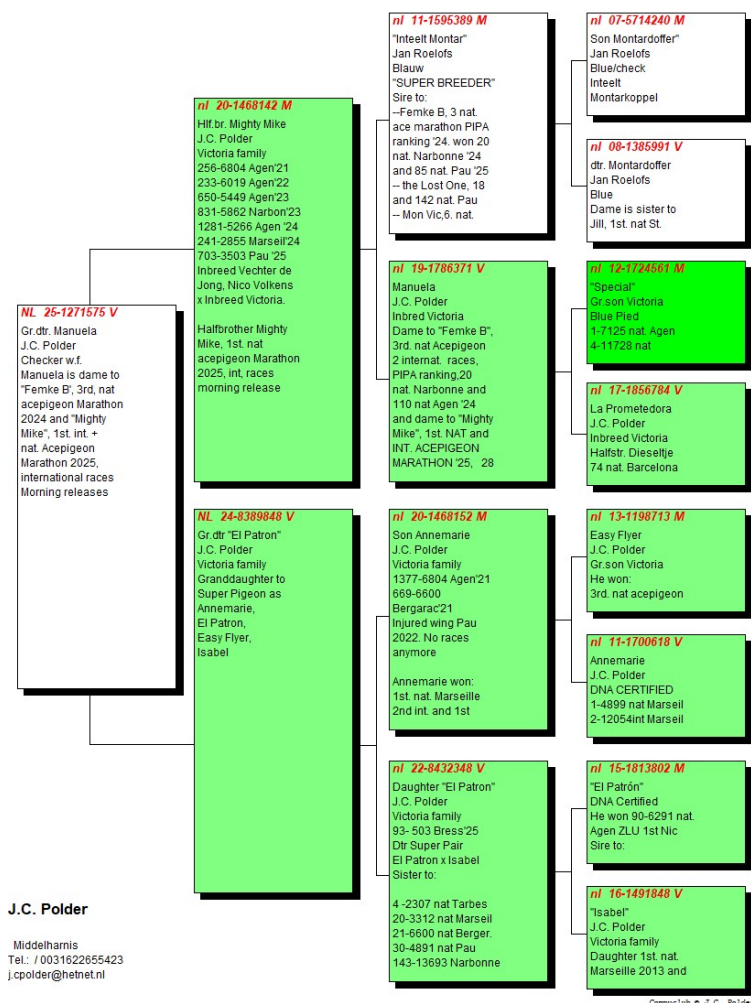 NL 25-1271575 V
Gr.dtr. Manuela
J.C. Polder
Checker w.f.
Manuela is dame to
"Femke B', 3rd, nat
acepigeon Marathon
2024 and "Mighty
Mike", 1st. int. +
nat. Acepigeon
Marathon 2025,
international races
Morning releases
nl 20-1468142 M
Hlf.br. Mighty Mike
J.C. Polder
Victoria family
256-6804 Agen'21
233-6019 Agen'22
650-5449 Agen'23
831-5862 Narbon'23
1281-5266 Agen '24
241-2855 Marseil'24
703-3503 Pau '25
Inbreed Vechter de
Jong, Nico Volkens
x Inbreed Victoria.
Halfbrother Mighty
Mike, 1st. nat
acepigeon Marathon
2025, int, races
morning release
NL 24-8389848 V
Gr.dtr "El Patron"
J.C. Polder
Victoria family
Granddaughter to
Super Pigeon as
Annemarie,
El Patron,
Easy Flyer,
Isabel
nl 11-1595389 M
"Inteelt Montar"
Jan Roelofs
Blauw
"SUPER BREEDER"
Sire to:
--Femke B, 3 nat.
ace marathon PIPA
ranking '24. won 20
nat. Narbonne '24
and 85 nat. Pau '25
-- the Lost One, 18
and 142 nat. Pau
-- Mon Vic,6. nat.
nl 19-1786371 V
Manuela
J.C. Polder
Inbred Victoria
Dame to "Femke B",
3rd. nat Acepigeon
2 internat. races,
PIPA ranking,20
nat. Narbonne and
110 nat Agen '24
and dame to "Mighty
Mike", 1st. NAT and
INT. ACEPIGEON
MARATHON '25, 28
nl 20-1468152 M
Son Annemarie
J.C. Polder
Victoria family
1377-6804 Agen'21
669-6600
Bergarac'21
Injured wing Pau
2022. No races
anymore
Annemarie won:
1st. nat. Marseille
2nd int. and 1st
nl 22-8432348 V
Daughter "El Patron"
J.C. Polder
Victoria family
93- 503 Bress'25
Dtr Super Pair
El Patron x Isabel
Sister to:
4 -2307 nat Tarbes
20-3312 nat Marseil
21-6600 nat Berger.
30-4891 nat Pau
143-13693 Narbonne
nl 07-5714240 M
Son Montardoffer"
Jan Roelofs
Blue/check
Inteelt
Montarkoppel
nl 08-1385991 V
dtr. Montardoffer
Jan Roelofs
Blue
Dame is sister to
Jill, 1st. nat St.
nl 12-1724561 M
"Special"
Gr.son Victoria
Blue Pied
1-7125 nat. Agen
4-11728 nat
nl 17-1856784 V
La Prometedora
J.C. Polder
Inbreed Victoria
Halfstr. Dieseltje
74 nat. Barcelona
nl 13-1198713 M
Easy Flyer
J.C. Polder
Gr.son Victoria
He won:
3rd. nat acepigeon
nl 11-1700618 V
Annemarie
J.C. Polder
DNA CERTIFIED
1-4899 nat Marseil
2-12054int Marseil
nl 15-1813802 M
"El Patrón"
DNA Certified
He won 90-6291 nat.
Agen ZLU 1st Nic
Sire to:
nl 16-1491848 V
"Isabel"
J.C. Polder
Victoria family
Daughter 1st. nat.
Marseille 2013 and
J.C. Polder
Middelharnis
Tel.: / 0031622655423
j.cpolder@hetnet.nl
Compuclub © J.C. Polder